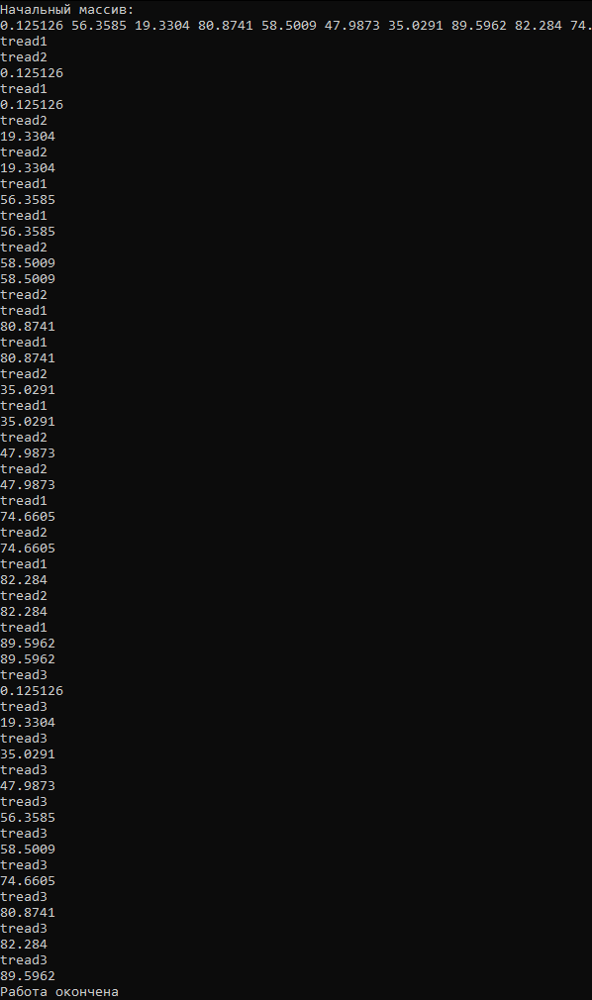 Начальный массив:
0.125126 56.3585 19.3304 80.8741 58.5009 47.9873 35.0291 89.5962 82.284 74.
tread1
tread2
0.125126
tread1
0.125126
tread2
19.3304
tread2
19.3304
tread1
56.3585
tread1
56.3585
tread2
58.5009
58.5009
tread2
tread1
80.8741
tread1
80.8741
tread2
35.0291
tread1
35.0291
tread2
47.9873
tread2
47.9873
tread1
74.6605
tread2
74.6605
tread1
82.284
tread2
82.284
tread1
89.5962
89.5962
tread3
0.125126
tread3
19.3304
tread3
35.0291
tread3
47.9873
tread3
56.3585
tread3
58.5009
tread3
74.6605
tread3
80.8741
tread3
82.284
tread3
89.5962
Работа окончена